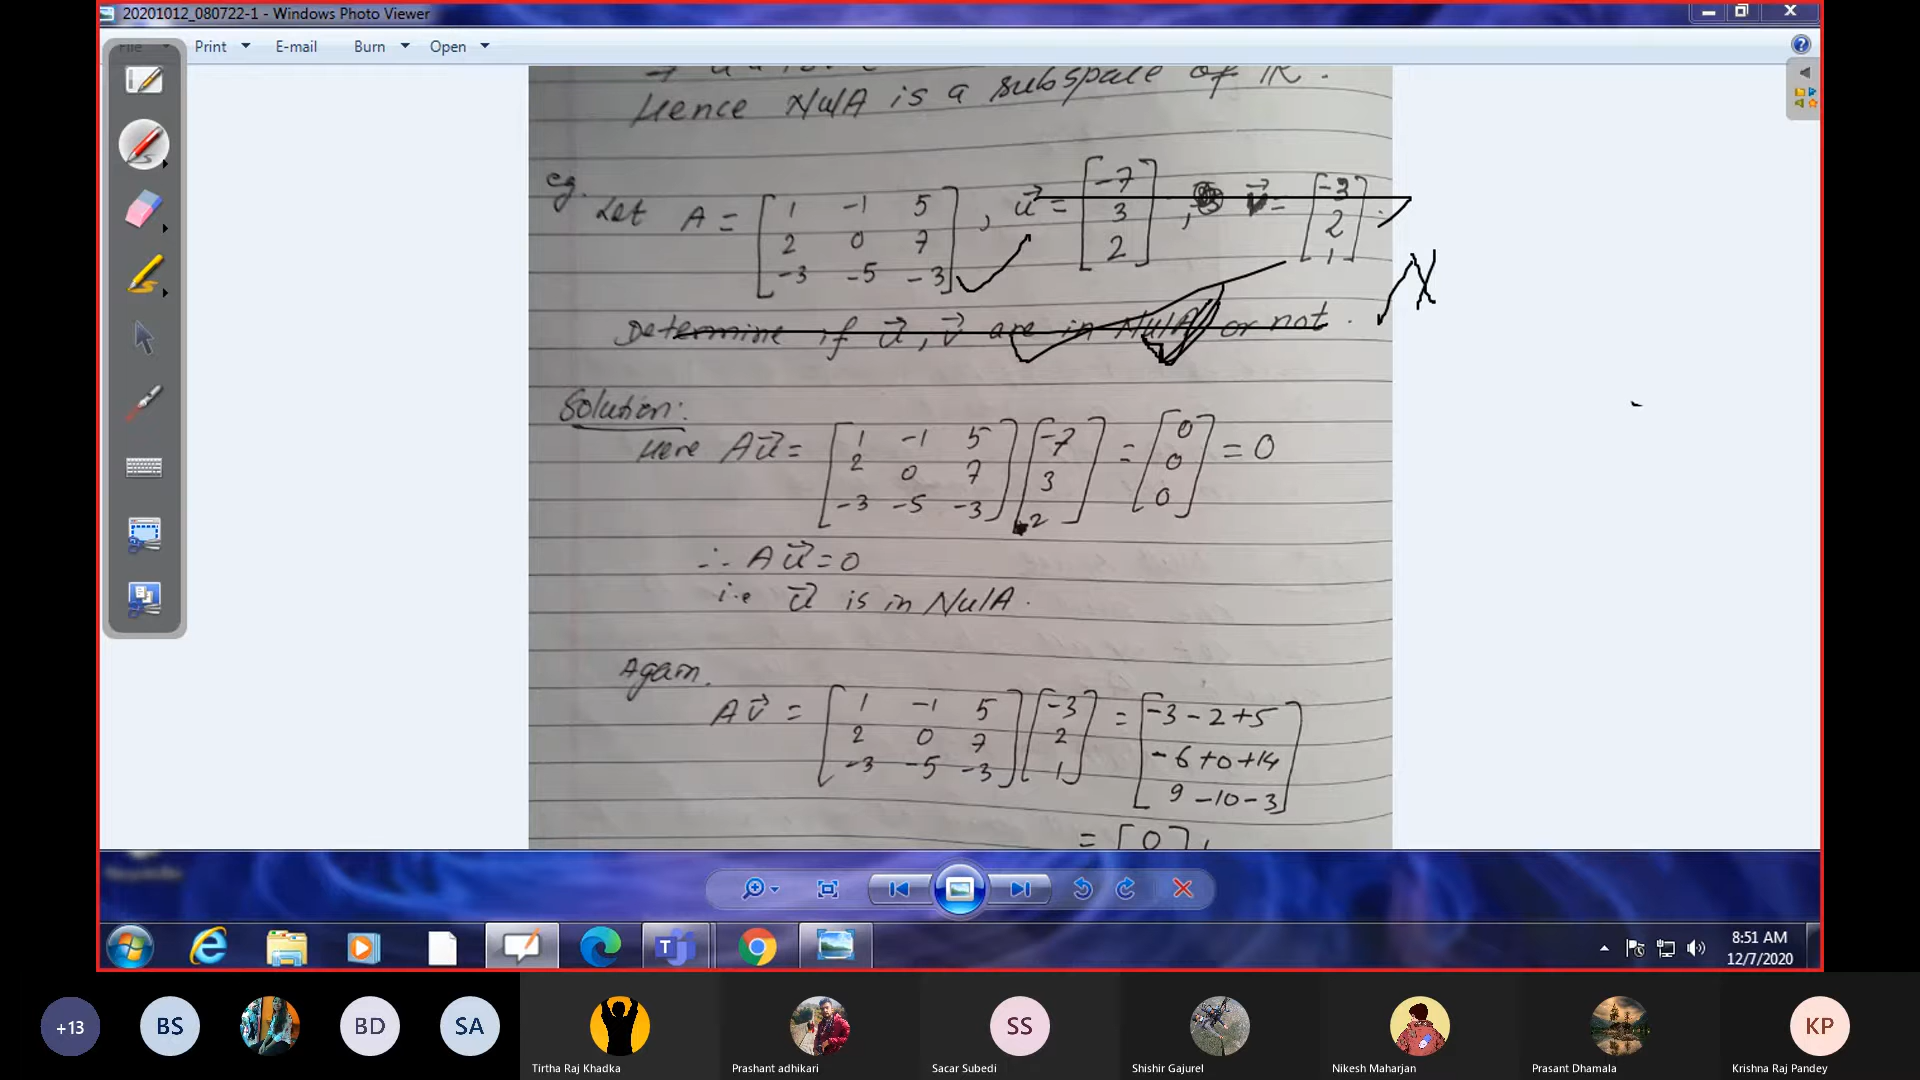 20201012_080722-1 - Windows Photo Viewer
File Print E-mail Burn Open
Hence NulA is a subspace of IR.
eg. Let A = [1 -1 5
2 0 7
-3 -5 -3], u⃗ = [-7
3
2], v⃗ = [-3
2
1].
Determine if u⃗, v⃗ are in NulA or not.
Solution:
Here Au⃗ = [1 -1 5
2 0 7
-3 -5 -3] [-7
3
2] = [0
0
0] = 0
∴ Au⃗ = 0
i.e u⃗ is in NulA.
Again,
Av⃗ = [1 -1 5
2 0 7
-3 -5 -3] [-3
2
1] = [-3 - 2 + 5
-6 + 0 + 14
9 - 10 - 3]
= [0]
8:51 AM
12/7/2020
+13 BS BD SA SS KP
Tirtha Raj Khadka Prashant adhikari Sacar Subedi Shishir Gajurel Nikesh Maharjan Prasant Dhamala Krishna Raj Pandey